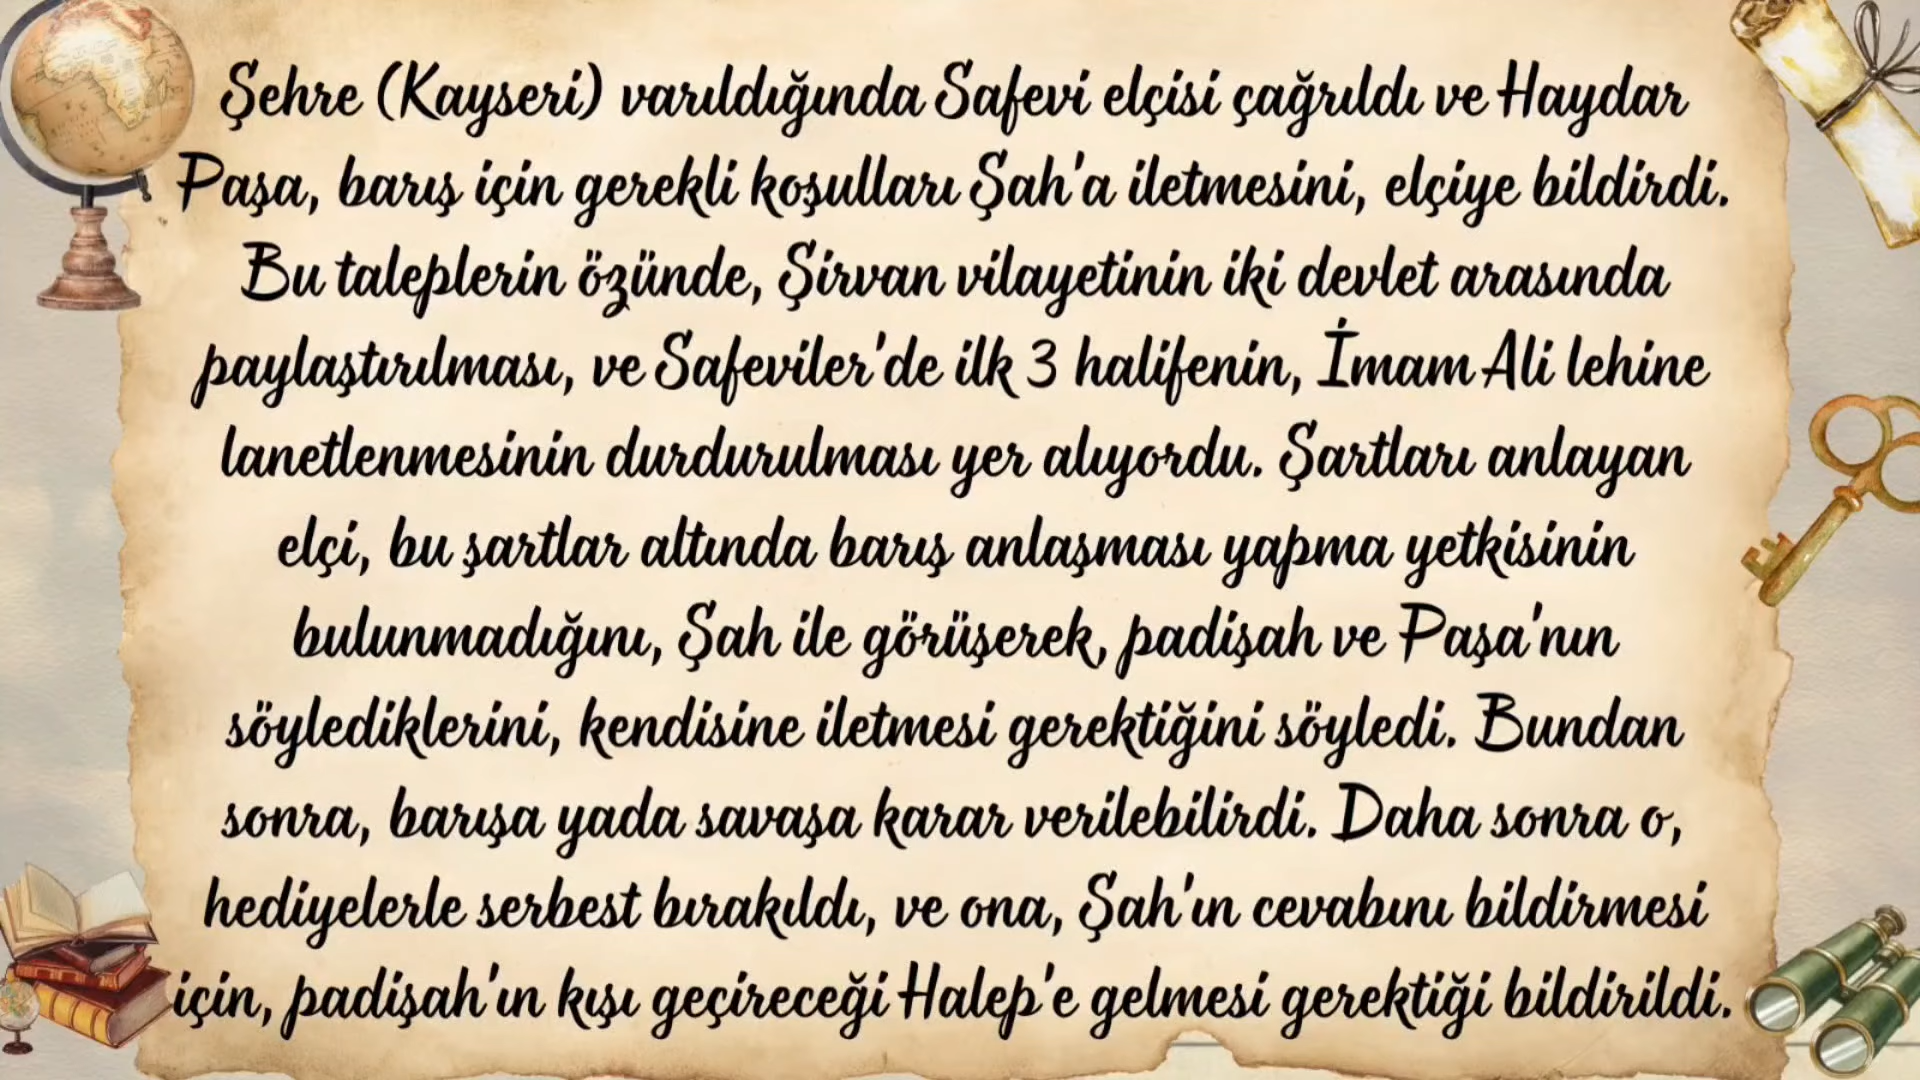 Şehre (Kayseri) varıldığında Safevi elçisi çağrıldı ve Haydar
Paşa, barış için gerekli koşulları Şah'a iletmesini, elçiye bildirdi.
Bu taleplerin özünde, Şirvan vilayetinin iki devlet arasında
paylaştırılması, ve Safeviler'de ilk 3 halifenin, İmam Ali lehine
lanetlenmesinin durdurulması yer alıyordu. Şartları anlayan
elçi, bu şartlar altında barış anlaşması yapma yetkisinin
bulunmadığını, Şah ile görüşerek, padişah ve Paşa'nın
söylediklerini, kendisine iletmesi gerektiğini söyledi. Bundan
sonra, barışa yada savaşa karar verilebilirdi. Daha sonra o,
hediyelerle serbest bırakıldı, ve ona, Şah'ın cevabını bildirmesi
için, padişah'ın kışı geçireceği Halep'e gelmesi gerektiği bildirildi.